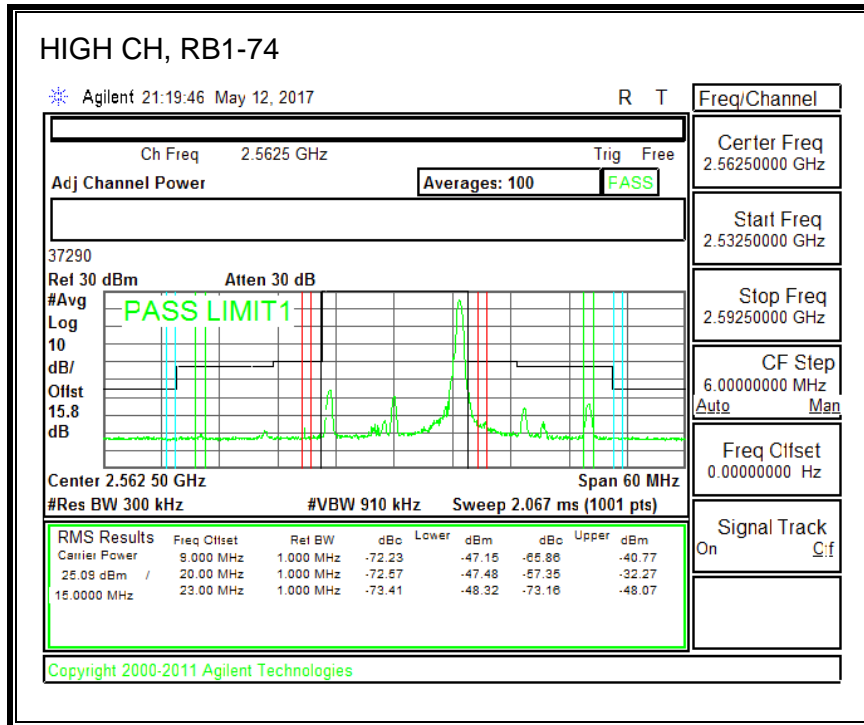 HIGH CH, RB1-74
Agilent 21:19:46 May 12, 2017 R T
Freq/Channel
Ch Freq 2.5625 GHz Trig Free
Adj Channel Power Averages: 100 PASS
Center Freq
2.56250000 GHz
Start Freq
2.53250000 GHz
Stop Freq
2.59250000 GHz
CF Step
6.00000000 MHz
Auto Man
Freq Offset
0.00000000 Hz
Signal Track
On Off
37290
Ref 30 dBm Atten 30 dB
#Avg
Log
10
dB/
Offst
15.8
dB
PASS LIMIT1
Center 2.562 50 GHz Span 60 MHz
#Res BW 300 kHz #VBW 910 kHz Sweep 2.067 ms (1001 pts)
RMS Results Freq Offset Ref BW dBc Lower dBm dBc Upper dBm
Carrier Power 9.000 MHz 1.000 MHz -72.23 -47.15 -65.86 -40.77
25.09 dBm / 20.00 MHz 1.000 MHz -72.57 -47.48 -57.35 -32.27
15.0000 MHz 23.00 MHz 1.000 MHz -73.41 -48.32 -73.16 -48.07
Copyright 2000-2011 Agilent Technologies